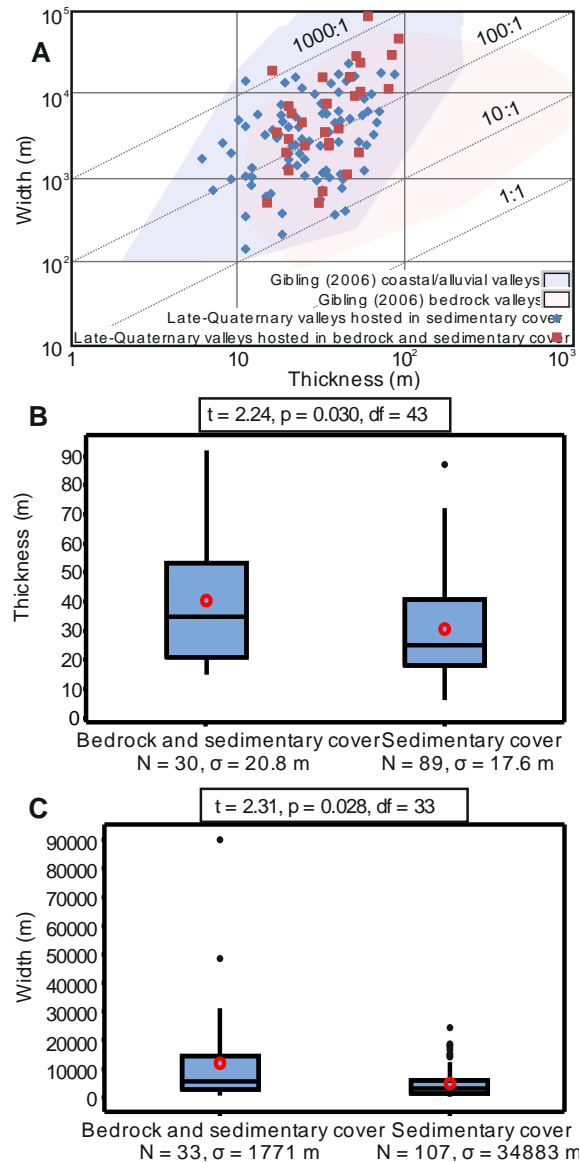 A
10^5
10^4
10^3
10^2
10
Width (m)
1000:1
100:1
10:1
1:1
Gibling (2006) coastal/alluvial valleys
Gibling (2006) bedrock valleys
Late-Quaternary valleys hosted in sedimentary cover
Late-Quaternary valleys hosted in bedrock and sedimentary cover
1
10
10^2
10^3
Thickness (m)
B
t = 2.24, p = 0.030, df = 43
90
80
70
60
50
40
30
20
10
0
Thickness (m)
Bedrock and sedimentary cover
N = 30, σ = 20.8 m
Sedimentary cover
N = 89, σ = 17.6 m
C
t = 2.31, p = 0.028, df = 33
90000
80000
70000
60000
50000
40000
30000
20000
10000
0
Width (m)
Bedrock and sedimentary cover
N = 33, σ = 1771 m
Sedimentary cover
N = 107, σ = 34883 m